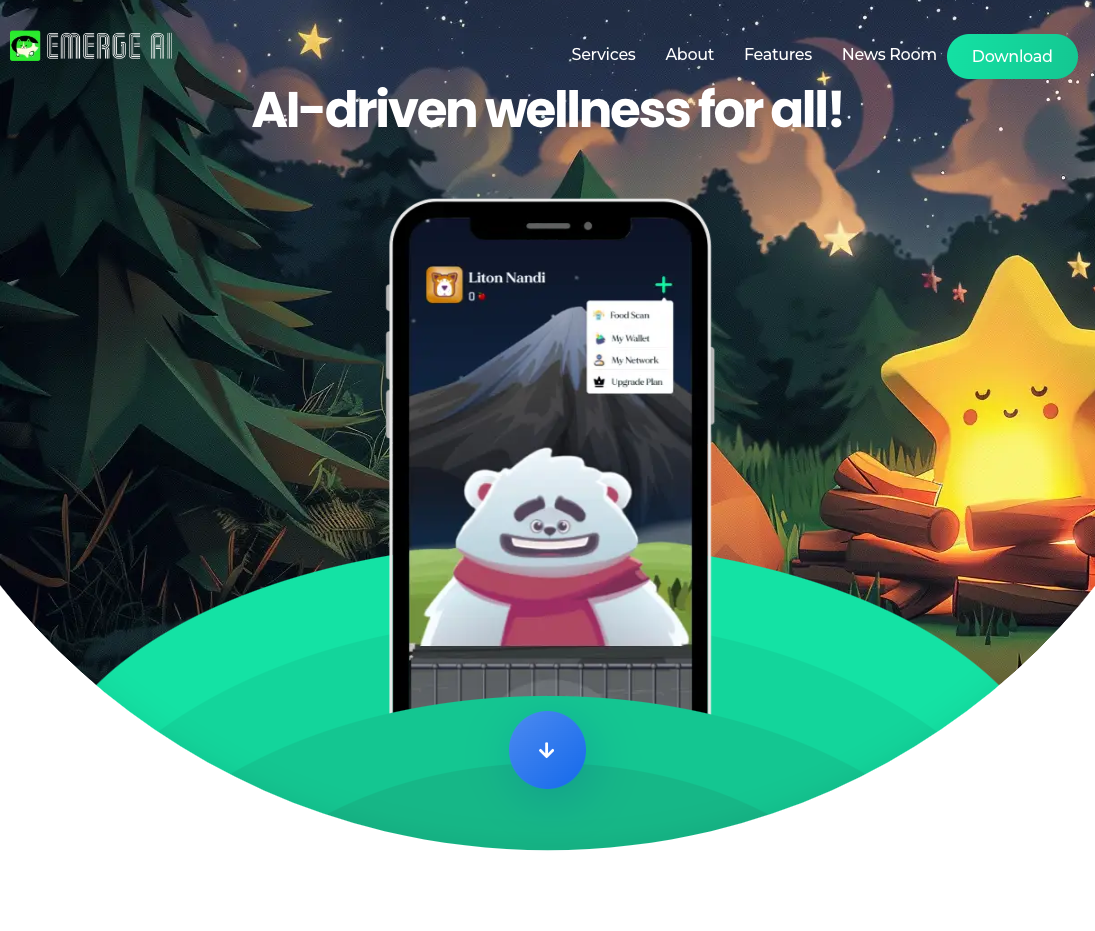 EMERGE AI
Services About Features News Room Download
AI-driven wellness for all!
Liton Nandi
0
Food Scan
My Wallet
My Network
Upgrade Plan